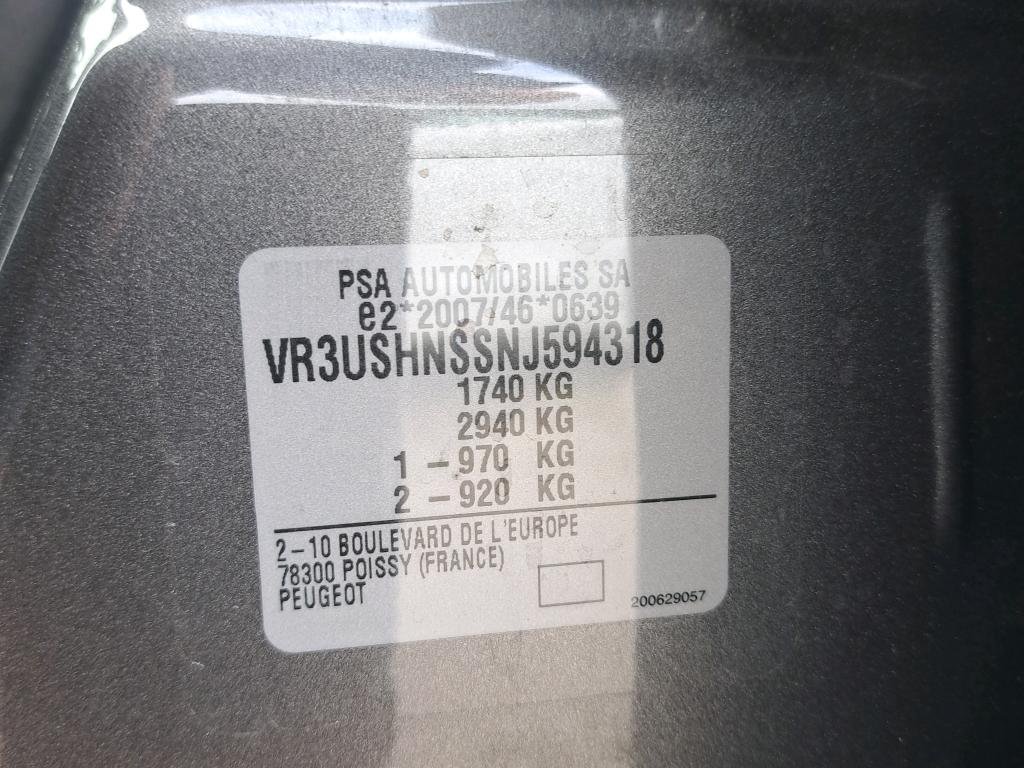 PSA AUTOMOBILES SA
e2*2007/46*0639
VR3USHNSSNJ594318
1740 KG
2940 KG
1 – 970 KG
2 – 920 KG
2–10 BOULEVARD DE L'EUROPE
78300 POISSY (FRANCE)
PEUGEOT
200629057